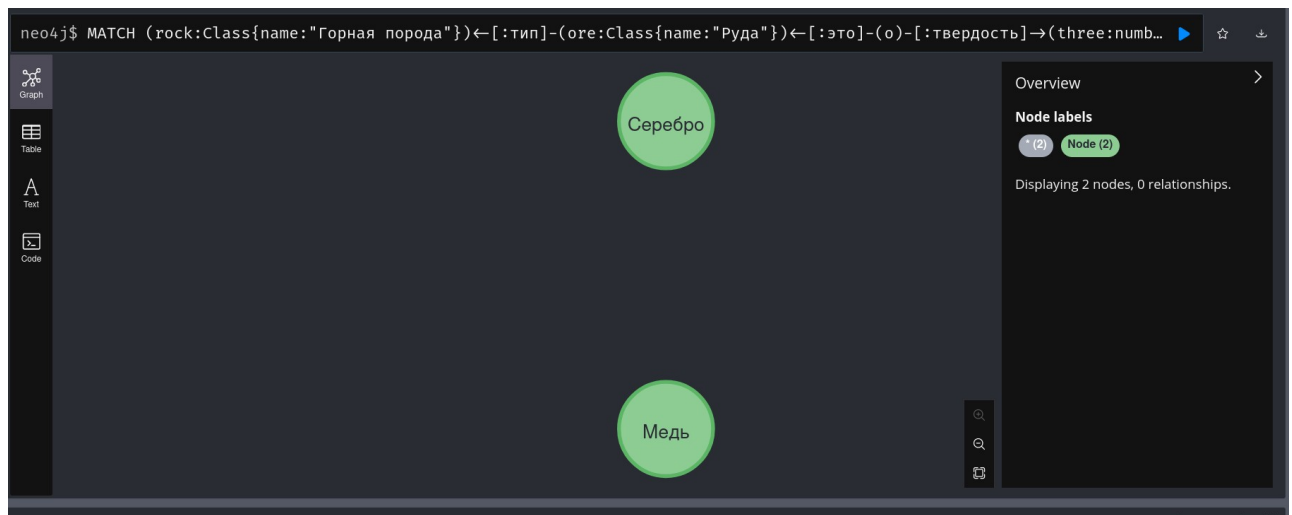 neo4j$ MATCH (rock:Class{name:"Горная порода"})←[:тип]-(ore:Class{name:"Руда"})←[:это]-(o)-[:твердость]→(three:numb…
Graph
Table
A
Text
Code
Серебро
Медь
Overview
Node labels
* (2) Node (2)
Displaying 2 nodes, 0 relationships.